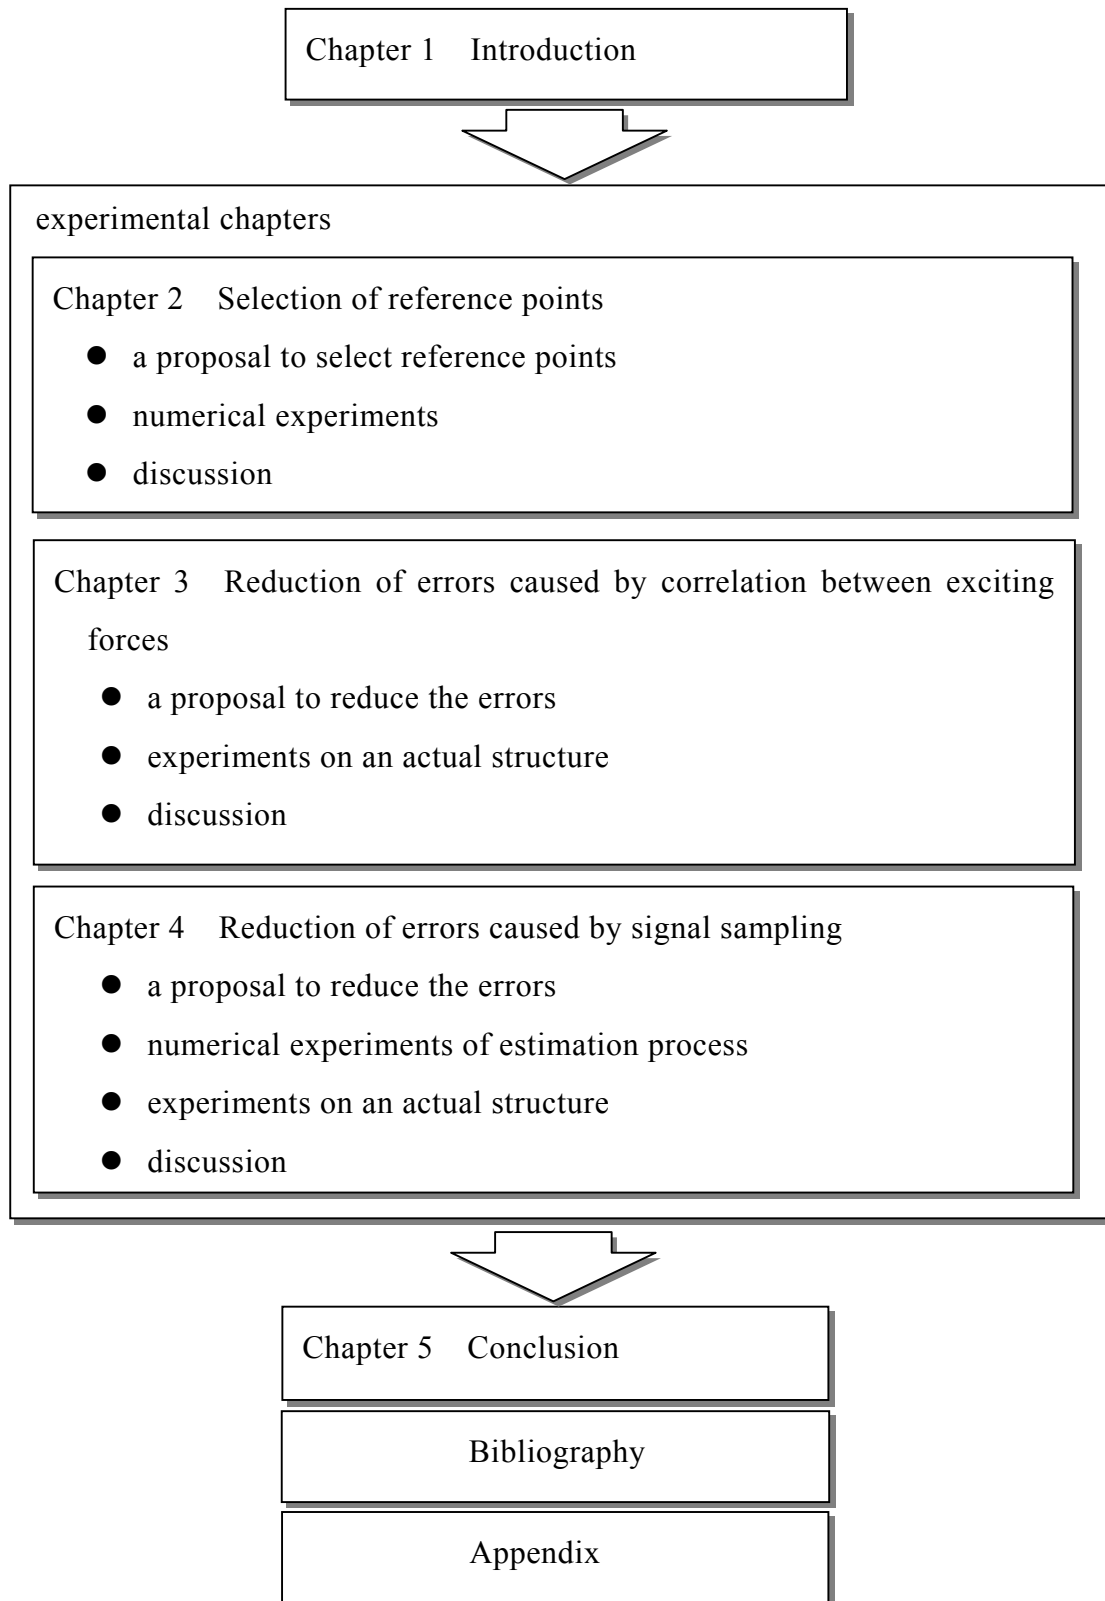 Chapter 1 Introduction
experimental chapters
Chapter 2 Selection of reference points
● a proposal to select reference points
● numerical experiments
● discussion
Chapter 3 Reduction of errors caused by correlation between exciting
forces
● a proposal to reduce the errors
● experiments on an actual structure
● discussion
Chapter 4 Reduction of errors caused by signal sampling
● a proposal to reduce the errors
● numerical experiments of estimation process
● experiments on an actual structure
● discussion
Chapter 5 Conclusion
Bibliography
Appendix